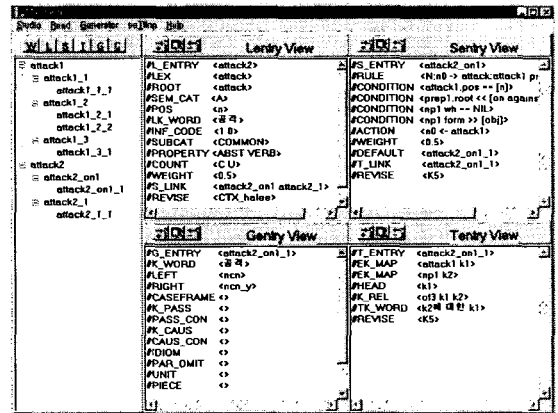 Studio Read Generator seTting Help
W L S T G G
attack1
attack1_1
attack1_1_1
attack1_2
attack1_2_1
attack1_2_2
attack1_3
attack1_3_1
attack2
attack2_on1
attack2_on1_1
attack2_1
attack2_1_1
Lentry View
#L_ENTRY <attack2>
#LEX <attack>
#ROOT <attack>
#SEM_CAT <A>
#POS <n>
#LK_WORD <공격>
#INF_CODE <1 0>
#SUBCAT <COMMON>
#PROPERTY <ABST VERB>
#COUNT <C U>
#WEIGHT <0.5>
#S_LINK <attack2_on1 attack2_1>
#REVISE
Sentry View
#S_ENTRY <attack2_on1>
#RULE <N:n0 -> attack:attack1
#CONDITION <attack1.pos == [n]>
#CONDITION <prep1.root << [on agains
#CONDITION <np1 wh -- NIL>
#CONDITION <np1 form >> [obj]>
#ACTION <n0 <- attack1>
#WEIGHT <0.5>
#DEFAULT <attack2_on1_1>
#T_LINK <attack2_on1_1>
#REVISE <K5>
Gentry View
#G_ENTRY <attack2_on1_1>
#K_WORD <공격>
#LEFT <ncn>
#RIGHT <ncn_y>
#CASEFRAME <>
#K_PASS <>
#PASS_CON <>
#K_CAUS <>
#CAUS_CON <>
#IDIOM <>
#PAR_OMIT <>
#UNIT <>
#PIECE <>
Tentry View
#T_ENTRY <attack2_on1_1>
#EK_MAP <attack1 k1>
#EK_MAP <np1 k2>
#HEAD <k1>
#K_REL <of3 k1 k2>
#TK_WORD <k2에 대한 k1>
#REVISE <K5>